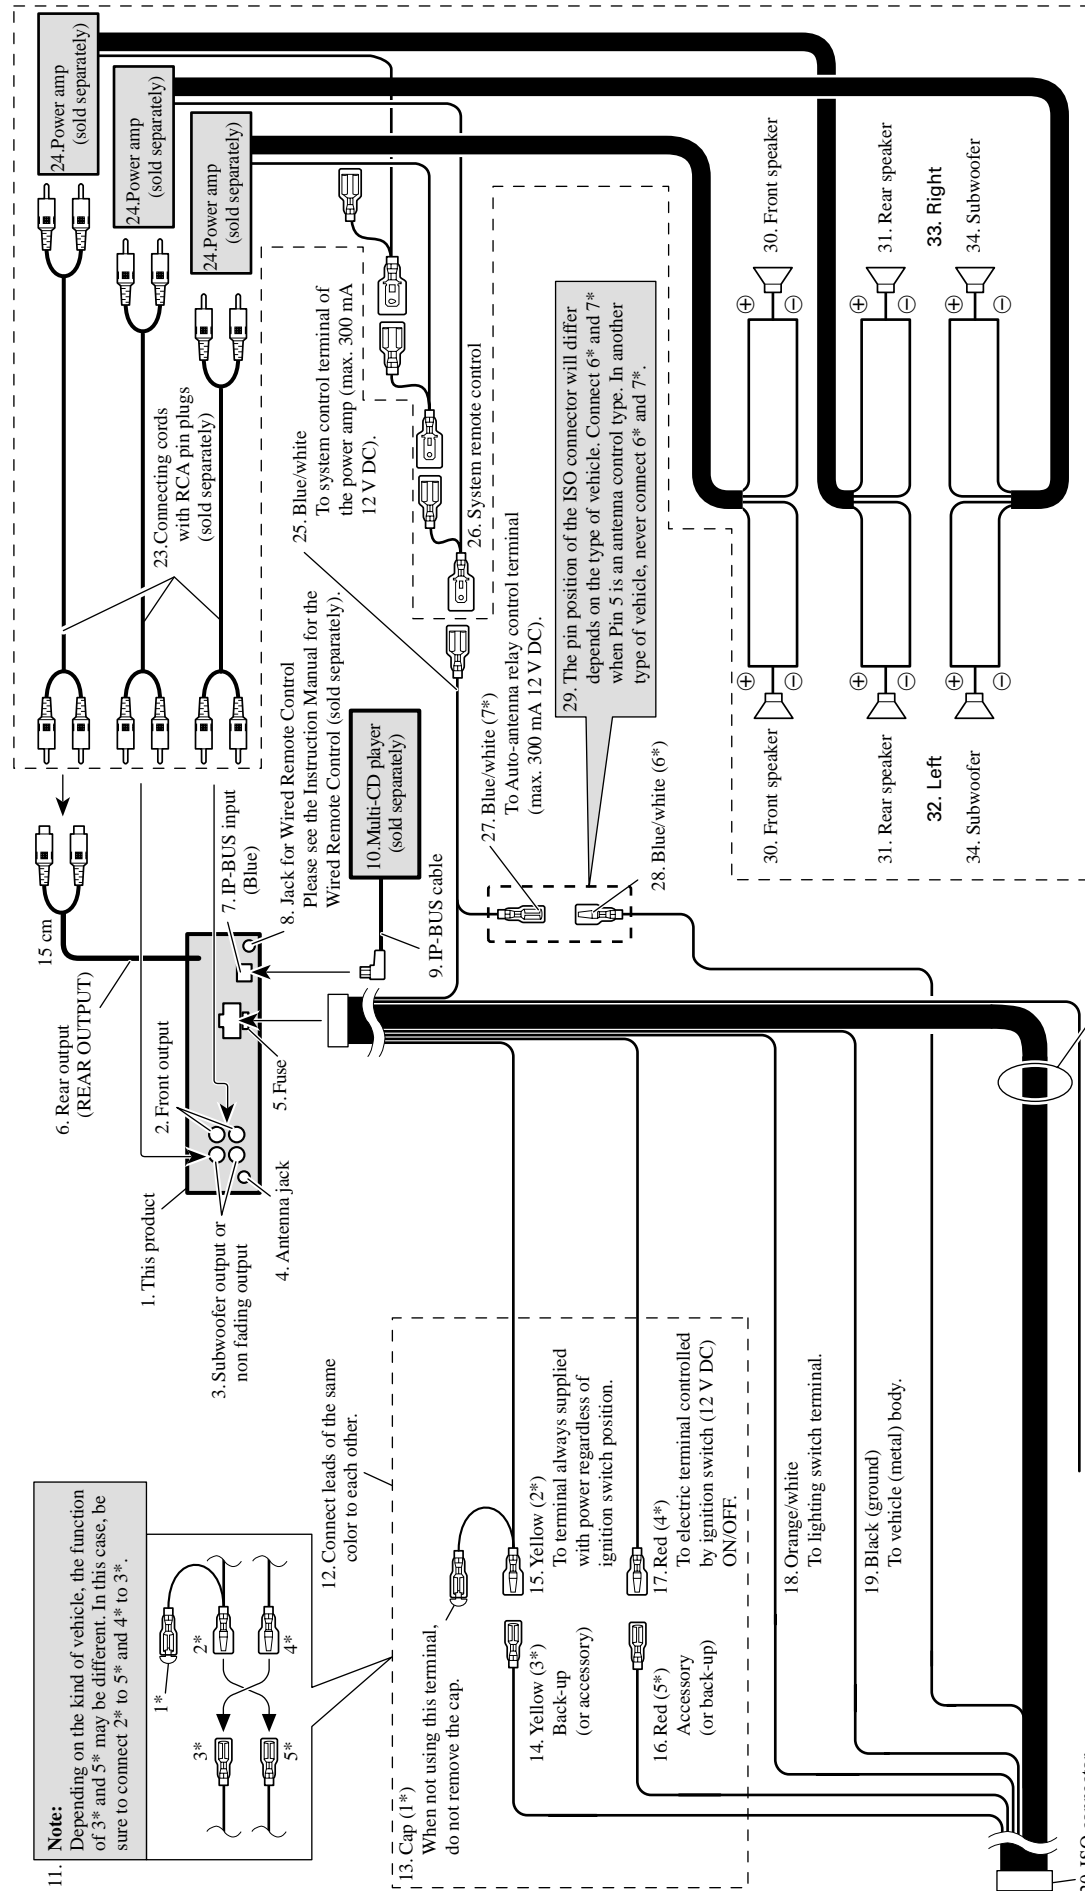 1. This product
2. Front output
3. Subwoofer output or
non fading output
4. Antenna jack
5. Fuse
6. Rear output
(REAR OUTPUT)
15 cm
7. IP-BUS input
(Blue)
8. Jack for Wired Remote Control
Please see the Instruction Manual for the
Wired Remote Control (sold separately).
9. IP-BUS cable
10.Multi-CD player
(sold separately)
11. Note:
Depending on the kind of vehicle, the function
of 3* and 5* may be different. In this case, be
sure to connect 2* to 5* and 4* to 3*.
1*
2*
3*
4*
5*
12. Connect leads of the same
color to each other.
13. Cap (1*)
When not using this terminal,
do not remove the cap.
14. Yellow (3*)
Back-up
(or accessory)
15. Yellow (2*)
To terminal always supplied
with power regardless of
ignition switch position.
16. Red (5*)
Accessory
(or back-up)
17. Red (4*)
To electric terminal controlled
by ignition switch (12 V DC)
ON/OFF.
18. Orange/white
To lighting switch terminal.
19. Black (ground)
To vehicle (metal) body.
23.Connecting cords
with RCA pin plugs
(sold separately)
24.Power amp
(sold separately)
24.Power amp
(sold separately)
24.Power amp
(sold separately)
25. Blue/white
To system control terminal of
the power amp (max. 300 mA
12 V DC).
26. System remote control
27. Blue/white (7*)
To Auto-antenna relay control terminal
(max. 300 mA 12 V DC).
28. Blue/white (6*)
29. The pin position of the ISO connector will differ
depends on the type of vehicle. Connect 6* and 7*
when Pin 5 is an antenna control type. In another
type of vehicle, never connect 6* and 7*.
30. Front speaker
30. Front speaker
31. Rear speaker
31. Rear speaker
32. Left
33. Right
34. Subwoofer
34. Subwoofer